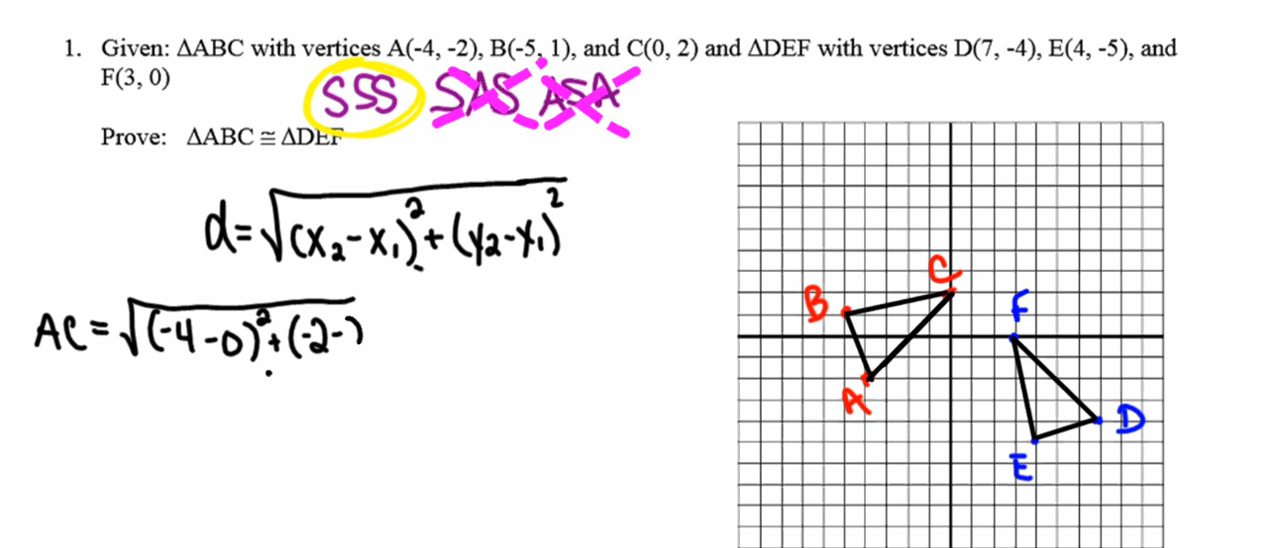 1. Given: ΔABC with vertices A(-4, -2), B(-5, 1), and C(0, 2) and ΔDEF with vertices D(7, -4), E(4, -5), and
F(3, 0)
SSS SAS ASA
Prove: ΔABC ≅ ΔDEF
d=√(x₂-x₁)²+(y₂-y₁)²
AC=√(-4-0)²+(-2-)
C
B
F
A
D
E